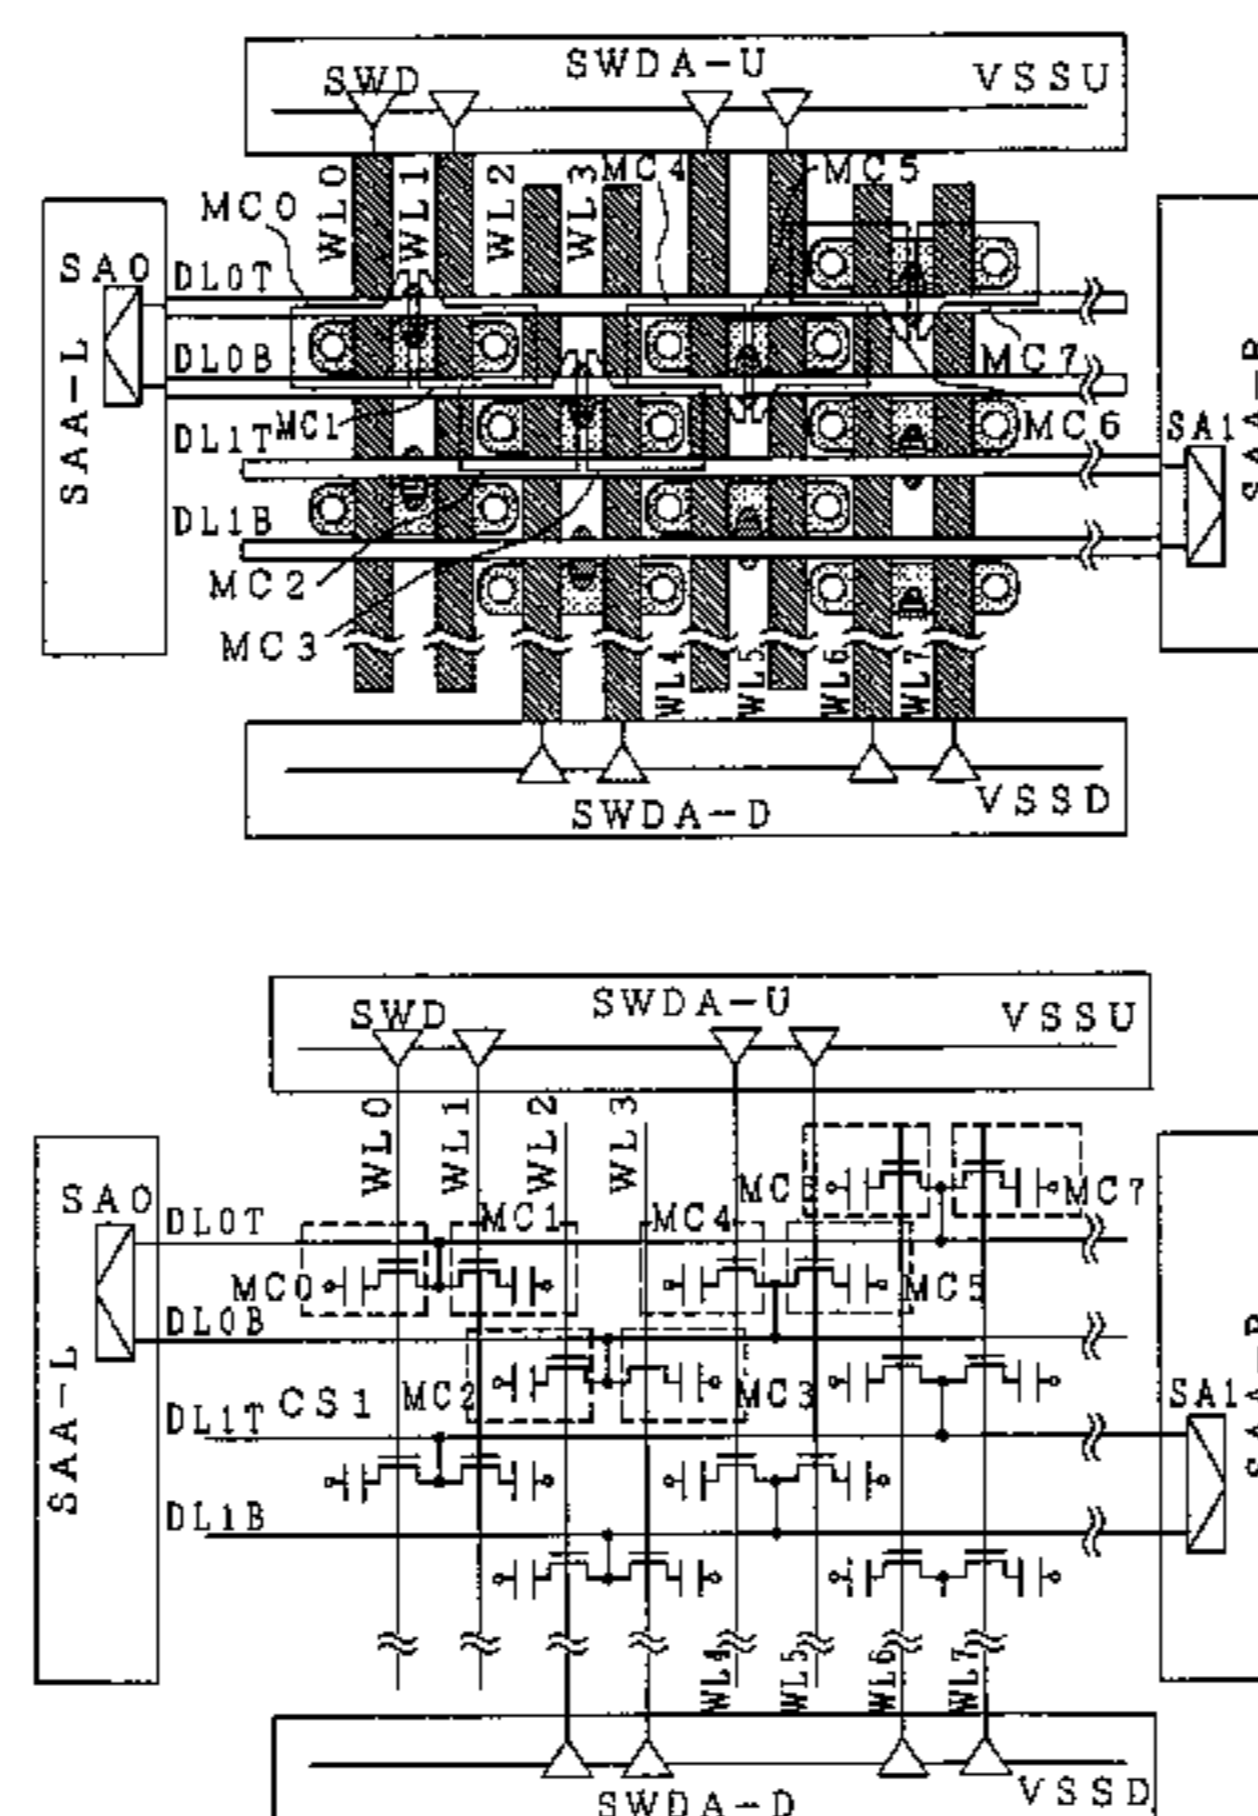 SWDA-U
SWD
VSSU
WL0
WL1
WL2
WL3
MC4
MC5
MC0
SA0
DL0T
DL0B
MC7
SAA-L
MC1
DL1T
MC6
SA1
DL1B
MC2
MC3
WL4
WL5
WL6
WL7
SWDA-D
VSSD
SWDA-U
SWD
VSSU
WL0
WL1
WL2
WL3
MC
MC7
SA0
DL0T
MC1
MC4
MC0
MC5
DL0B
SAA-L
CS1
MC2
MC3
SA1
DL1T
DL1B
WL4
WL5
WL6
WL7
SWDA-D
VSSD